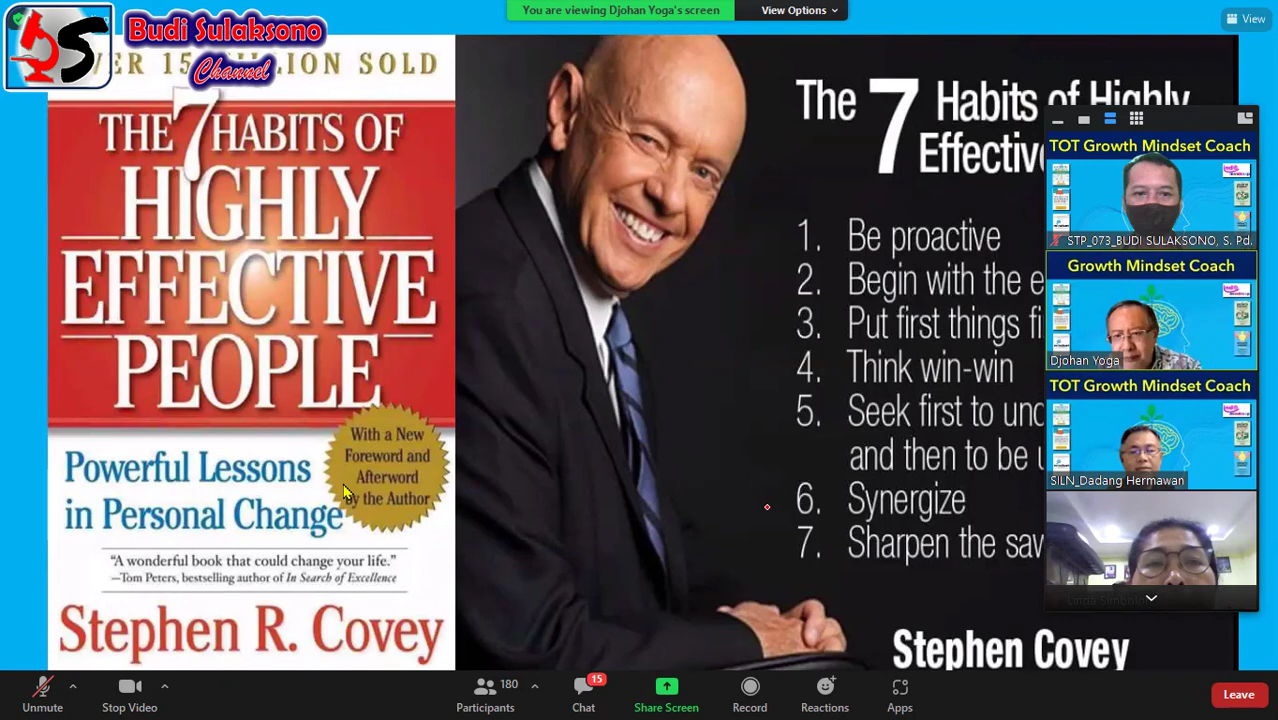 You are viewing Djohan Yoga's screen
View Options
View
Budi Sulaksono
Channel
SOLD
THE 7 HABITS OF
HIGHLY
EFFECTIVE
PEOPLE
With a New
Foreword and
Afterword
by the Author
Powerful Lessons
in Personal Change
"A wonderful book that could change your life."
—Tom Peters, bestselling author of In Search of Excellence
Stephen R. Covey
The 7 Habits of Highly
Effective
1. Be proactive
2. Begin with the e
3. Put first things fi
4. Think win-win
5. Seek first to und
and then to be u
6. Synergize
7. Sharpen the saw
Stephen Covey
TOT Growth Mindset Coach
STP_073_BUDI SULAKSONO, S. Pd.
Growth Mindset Coach
Djohan Yoga
TOT Growth Mindset Coach
SILN_Dadang Hermawan
Unmute
Stop Video
180
Participants
15
Chat
Share Screen
Record
Reactions
Apps
Leave